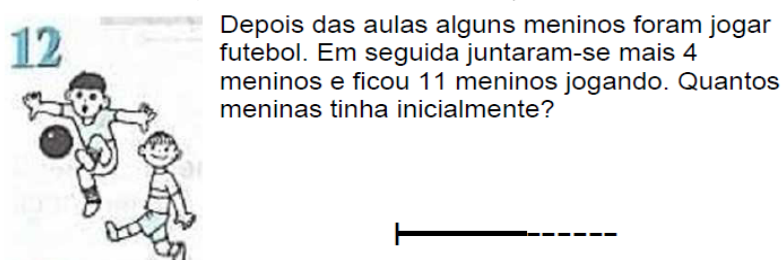 12
Depois das aulas alguns meninos foram jogar
futebol. Em seguida juntaram-se mais 4
meninos e ficou 11 meninos jogando. Quantos
meninas tinha inicialmente?